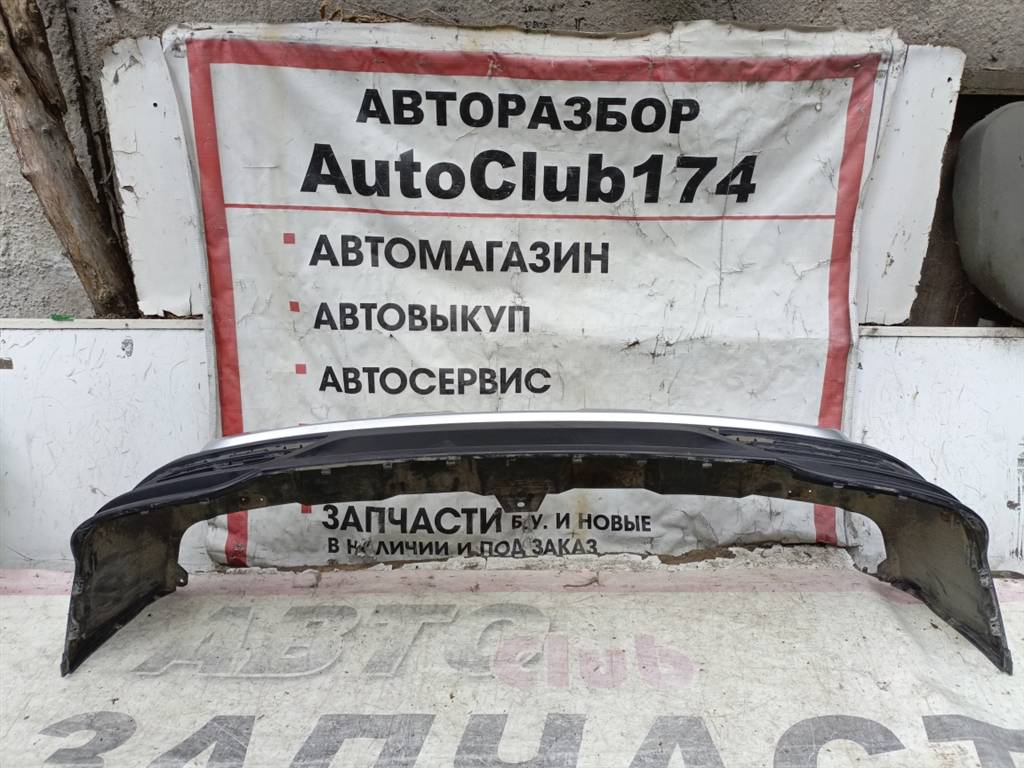 АВТОРАЗБОР
AutoClub174
АВТОМАГАЗИН
АВТОВЫКУП
АВТОСЕРВИС
ЗАПЧАСТИ Б.У. И НОВЫЕ
В НАЛИЧИИ И ПОД ЗАКАЗ
АВТО Club
ЗАПЧАСТ